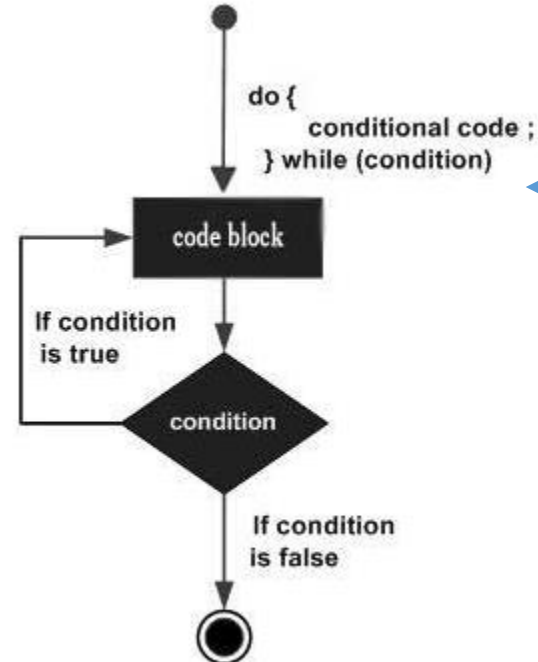 do {
conditional code ;
} while (condition)
code block
If condition
is true
condition
If condition
is false